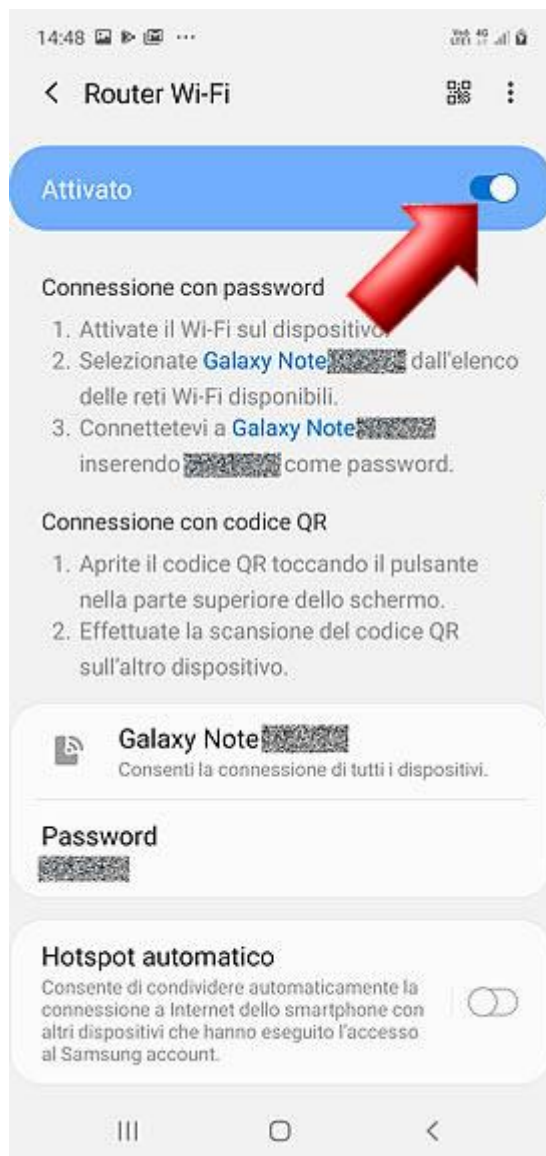 14:48
Router Wi-Fi
Attivato
Connessione con password
1. Attivate il Wi-Fi sul dispositivo.
2. Selezionate Galaxy Note dall'elenco
delle reti Wi-Fi disponibili.
3. Connettetevi a Galaxy Note
inserendo come password.
Connessione con codice QR
1. Aprite il codice QR toccando il pulsante
nella parte superiore dello schermo.
2. Effettuate la scansione del codice QR
sull'altro dispositivo.
Galaxy Note
Consenti la connessione di tutti i dispositivi.
Password
Hotspot automatico
Consente di condividere automaticamente la
connessione a Internet dello smartphone con
altri dispositivi che hanno eseguito l'accesso
al Samsung account.